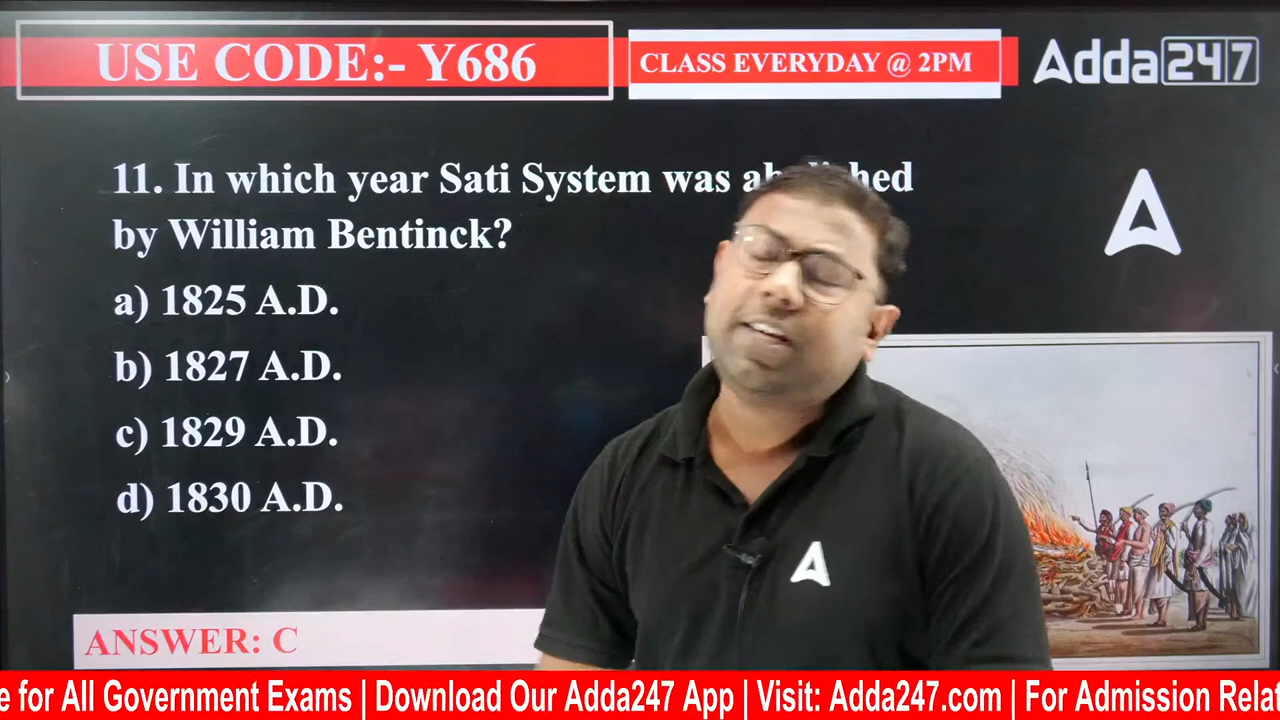 USE CODE:- Y686
CLASS EVERYDAY @ 2PM
Adda247
11. In which year Sati System was
by William Bentinck?
a) 1825 A.D.
b) 1827 A.D.
c) 1829 A.D.
d) 1830 A.D.
ANSWER: C
for All Government Exams | Download Our Adda247 App | Visit: Adda247.com | For Admission